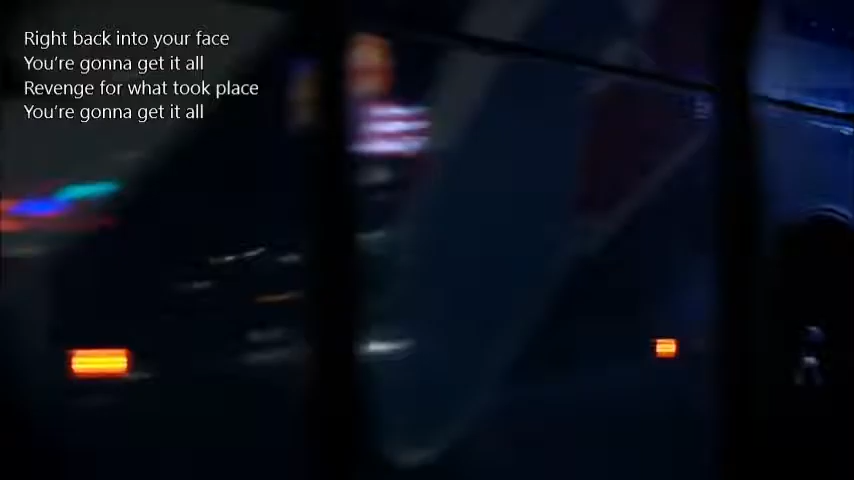 Right back into your face
You're gonna get it all
Revenge for what took place
You're gonna get it all